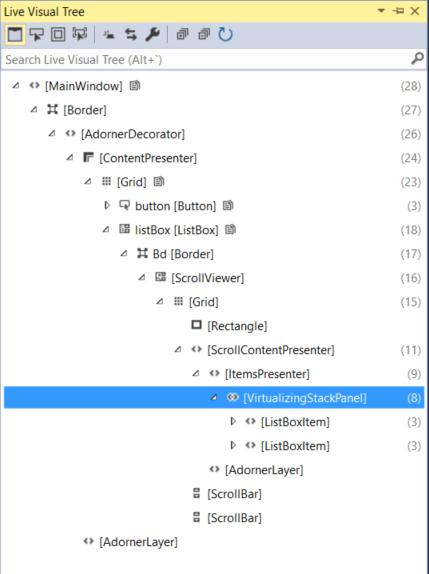 Live Visual Tree
Search Live Visual Tree (Alt+`)
[MainWindow] (28)
[Border] (27)
[AdornerDecorator] (26)
[ContentPresenter] (24)
[Grid] (23)
button [Button] (3)
listBox [ListBox] (18)
Bd [Border] (17)
[ScrollViewer] (16)
[Grid] (15)
[Rectangle]
[ScrollContentPresenter] (11)
[ItemsPresenter] (9)
[VirtualizingStackPanel] (8)
[ListBoxItem] (3)
[ListBoxItem] (3)
[AdornerLayer]
[ScrollBar]
[ScrollBar]
[AdornerLayer]